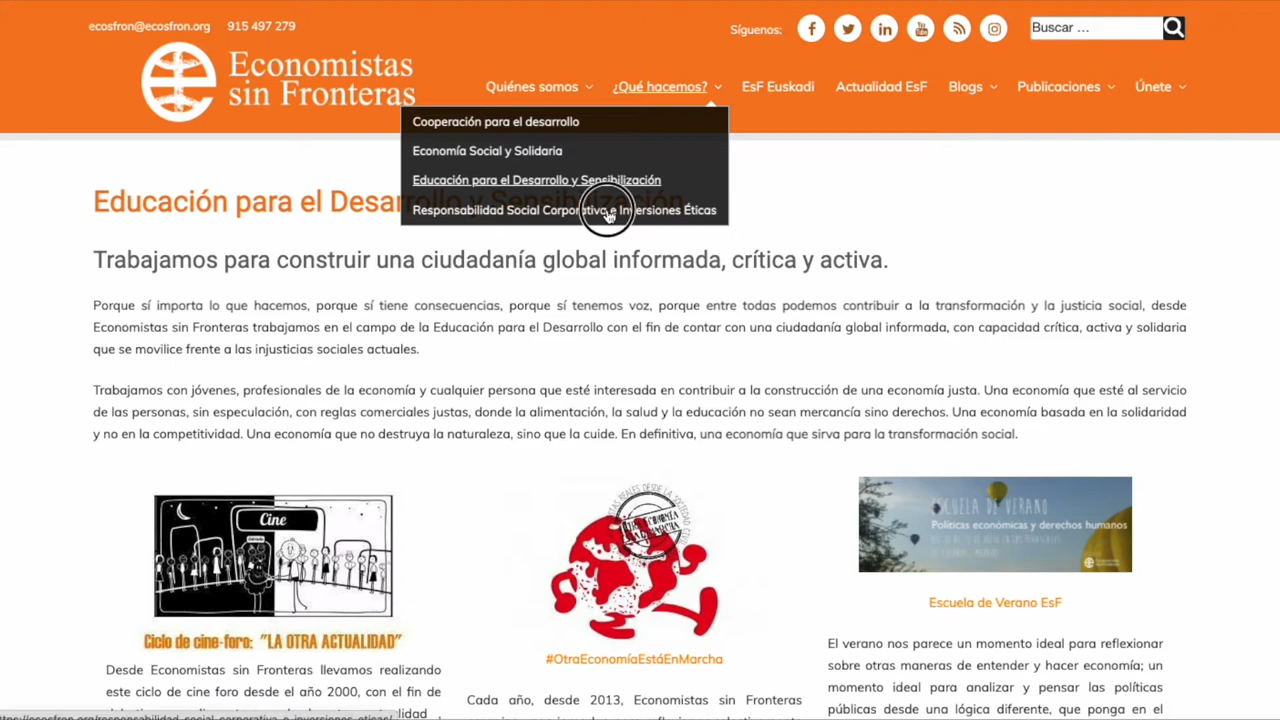 ecosfron@ecosfron.org 915 497 279
Síguenos:
Buscar ...
Economistas
sin Fronteras
Quiénes somos
¿Qué hacemos?
EsF Euskadi
Actualidad EsF
Blogs
Publicaciones
Únete
Cooperación para el desarrollo
Economía Social y Solidaria
Educación para el Desarrollo y Sensibilización
Responsabilidad Social Corporativa e Inversiones Éticas
Educación para el Desarrollo y Sensibilización
Trabajamos para construir una ciudadanía global informada, crítica y activa.
Porque sí importa lo que hacemos, porque sí tiene consecuencias, porque sí tenemos voz, porque entre todas podemos contribuir a la transformación y la justicia social, desde
Economistas sin Fronteras trabajamos en el campo de la Educación para el Desarrollo con el fin de contar con una ciudadanía global informada, con capacidad crítica, activa y solidaria
que se movilice frente a las injusticias sociales actuales.
Trabajamos con jóvenes, profesionales de la economía y cualquier persona que esté interesada en contribuir a la construcción de una economía justa. Una economía que esté al servicio
de las personas, sin especulación, con reglas comerciales justas, donde la alimentación, la salud y la educación no sean mercancía sino derechos. Una economía basada en la solidaridad
y no en la competitividad. Una economía que no destruya la naturaleza, sino que la cuide. En definitiva, una economía que sirva para la transformación social.
Cine
Ciclo de cine-foro: "LA OTRA ACTUALIDAD"
Desde Economistas sin Fronteras llevamos realizando
este ciclo de cine foro desde el año 2000, con el fin de
#OtraEconomíaEstáEnMarcha
Cada año, desde 2013, Economistas sin Fronteras
ESCUELA DE VERANO
Políticas económicas y derechos humanos
Escuela de Verano EsF
El verano nos parece un momento ideal para reflexionar
sobre otras maneras de entender y hacer economía; un
momento ideal para analizar y pensar las políticas
públicas desde una lógica diferente, que ponga en el